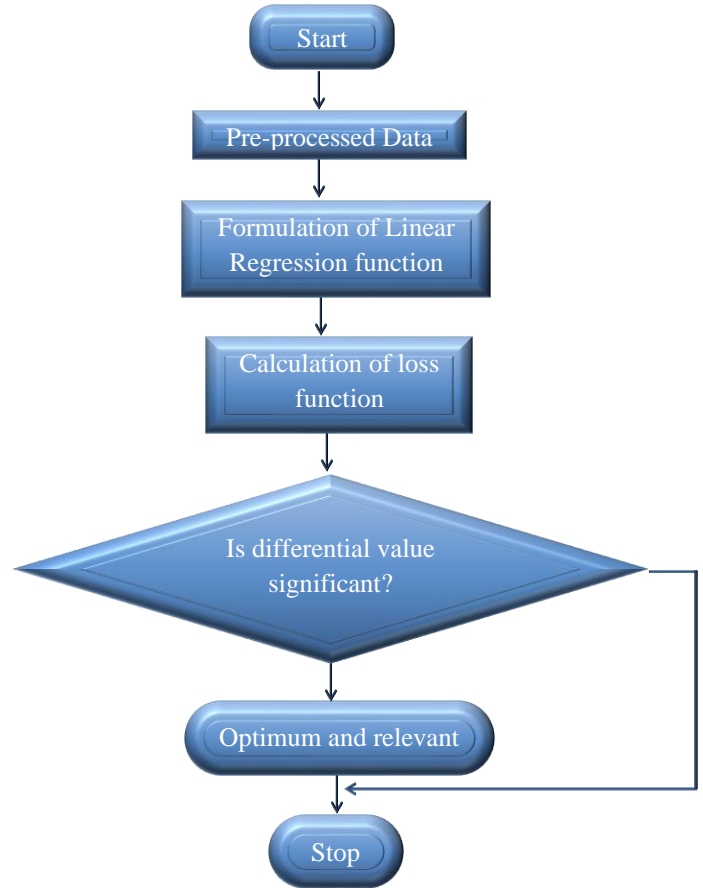 Start
Pre-processed Data
Formulation of Linear
Regression function
Calculation of loss
function
Is differential value
significant?
Optimum and relevant
Stop